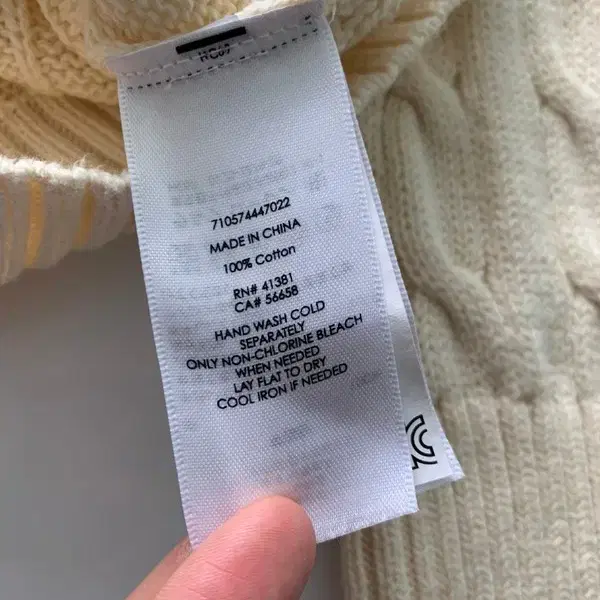 710574447022
MADE IN CHINA
100% Cotton
RN# 41381
CA# 56658
HAND WASH COLD
SEPARATELY
ONLY NON-CHLORINE BLEACH
WHEN NEEDED
LAY FLAT TO DRY
COOL IRON IF NEEDED